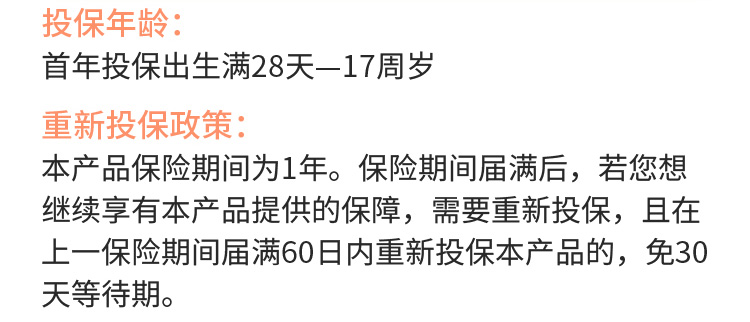 投保年龄：
首年投保出生满28天—17周岁
重新投保政策：
本产品保险期间为1年。保险期间届满后，若您想
继续享有本产品提供的保障，需要重新投保，且在
上一保险期间届满60日内重新投保本产品的，免30
天等待期。